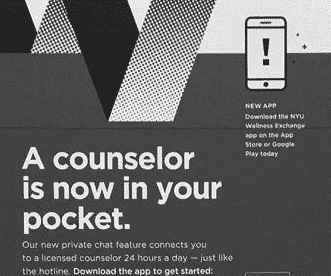 !
NEW APP
Download the NYU
Wellness Exchange
app on the App
Store or Google
Play today
A counselor
is now in your
pocket.
Our new private chat feature connects you
to a licensed counselor 24 hours a day — just like
the hotline. Download the app to get started: